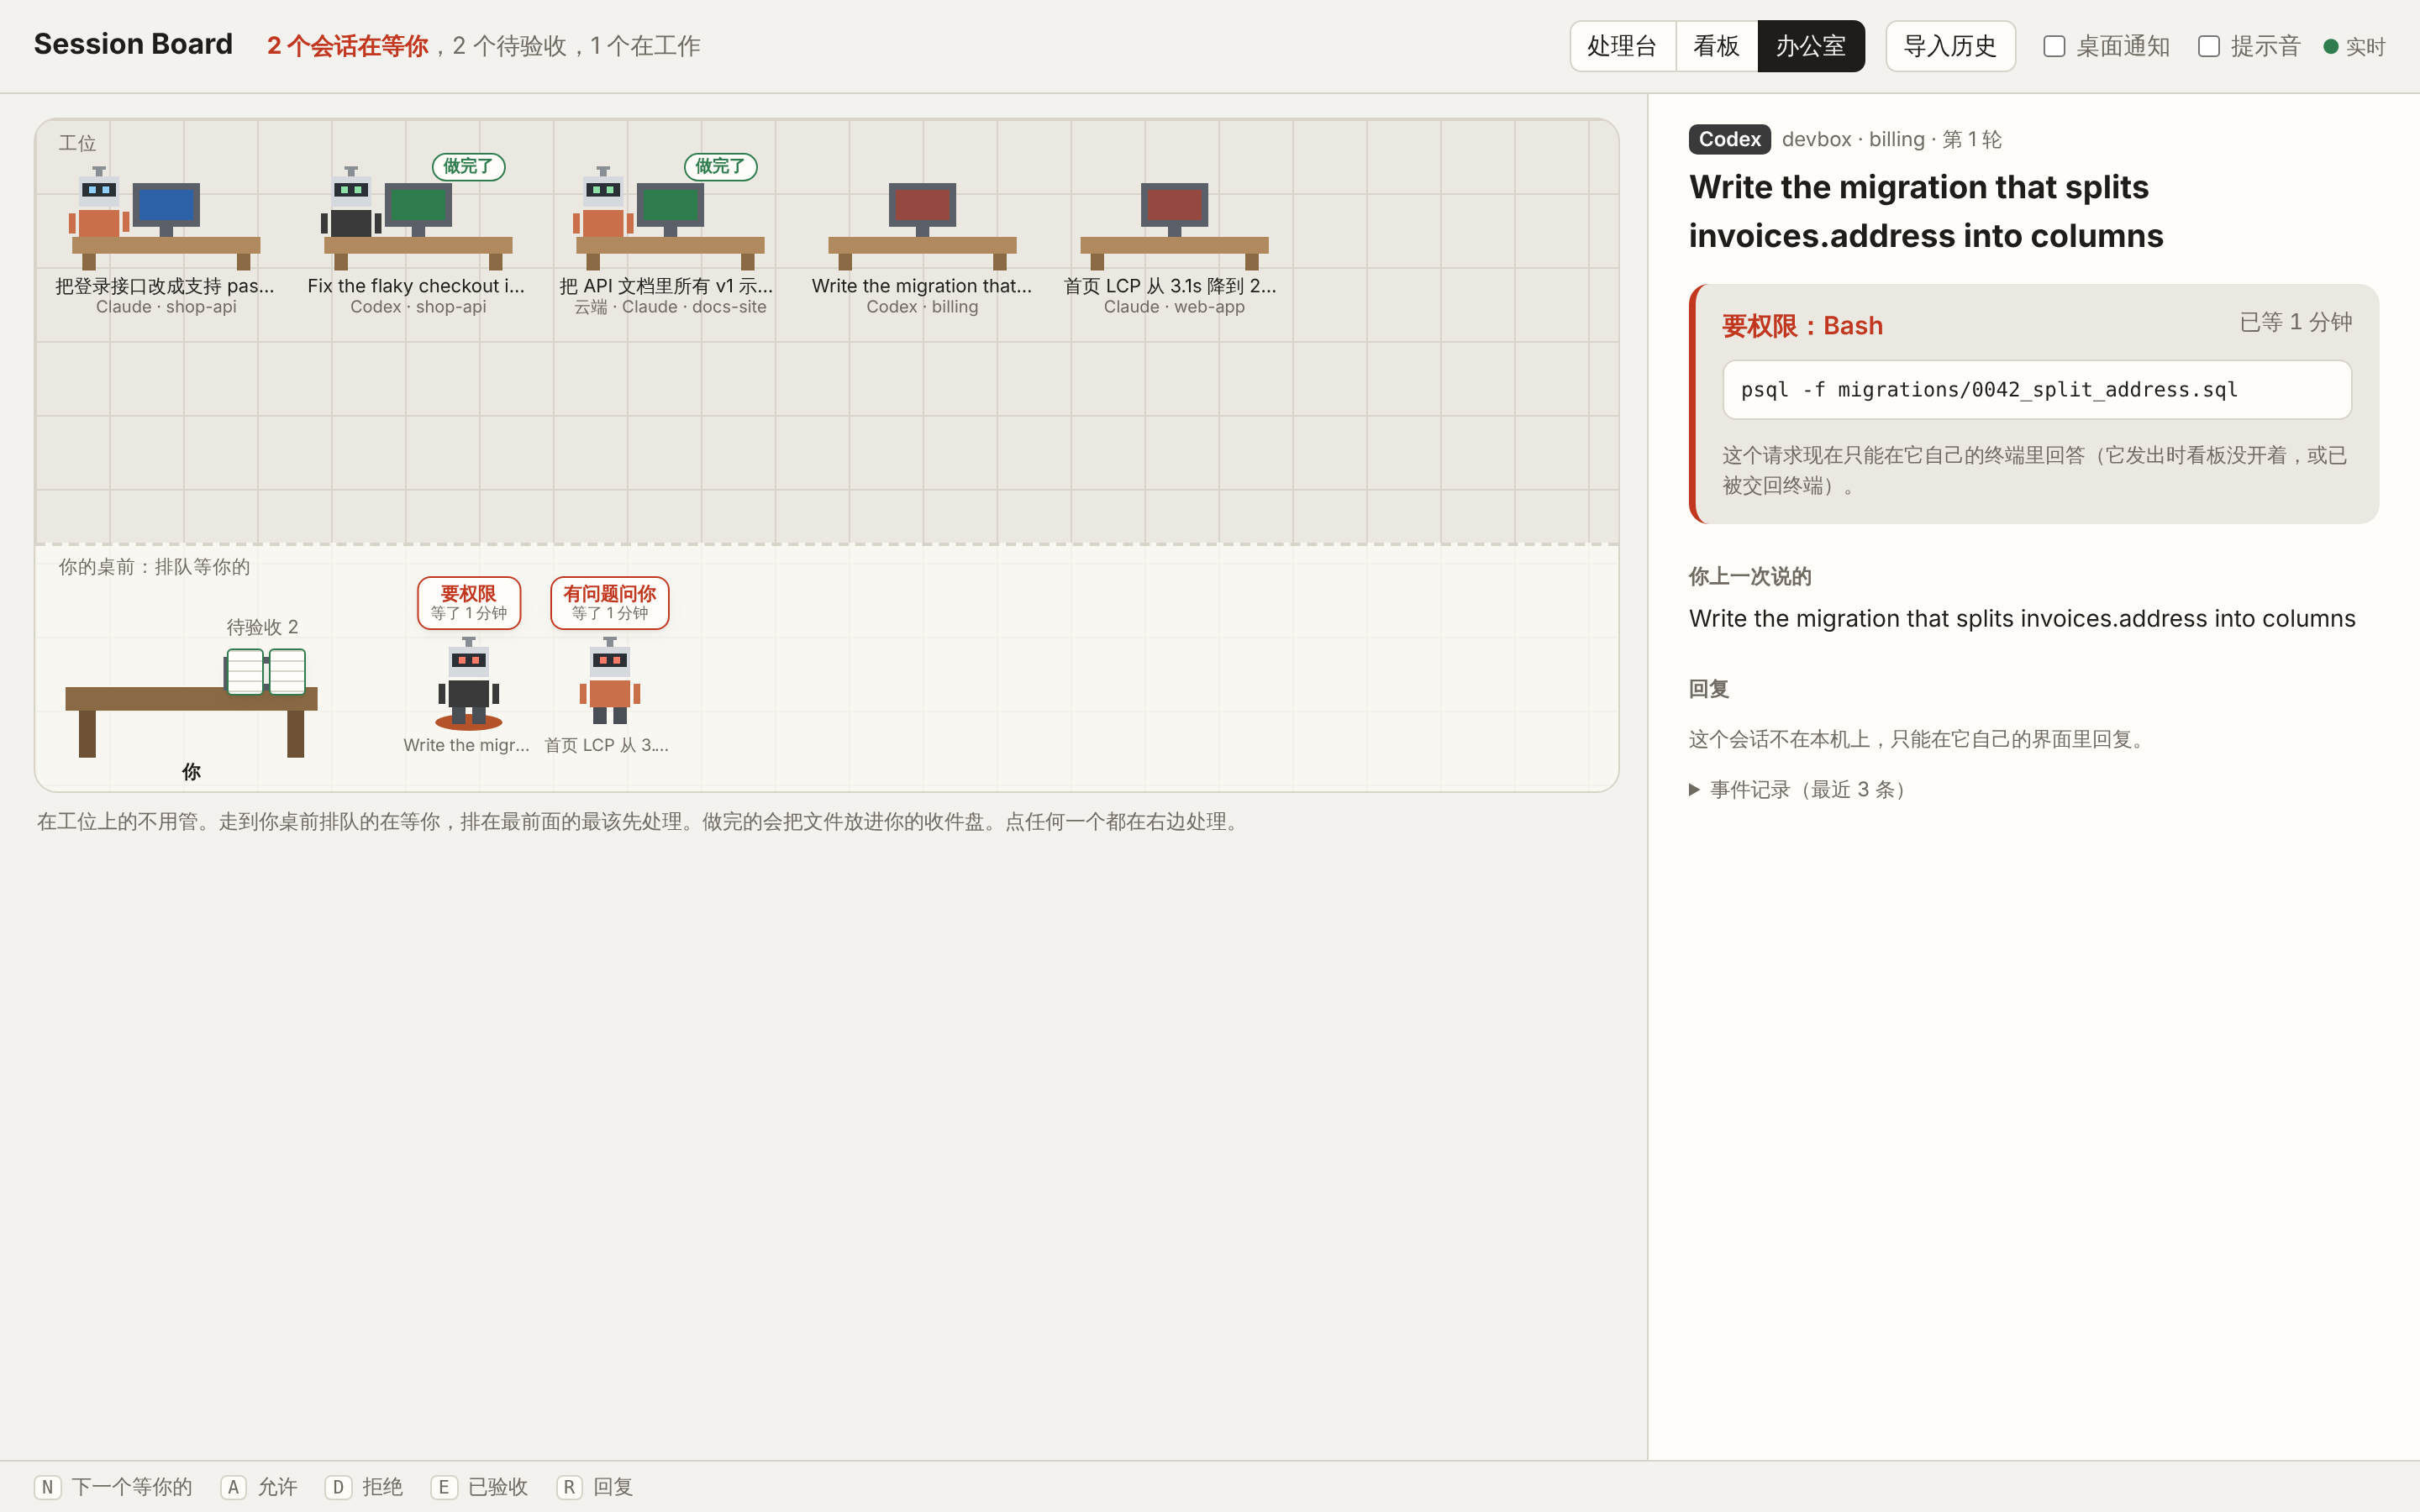 Session Board
2 个会话在等你，2 个待验收，1 个在工作
处理台
看板
办公室
导入历史
桌面通知
提示音
实时
工位
做完了
做完了
把登录接口改成支持 pas...
Claude · shop-api
Fix the flaky checkout i...
Codex · shop-api
把 API 文档里所有 v1 示...
云端 · Claude · docs-site
Write the migration that...
Codex · billing
首页 LCP 从 3.1s 降到 2...
Claude · web-app
你的桌前：排队等你的
待验收 2
你
要权限
等了 1 分钟
Write the migr...
有问题问你
等了 1 分钟
首页 LCP 从 3....
在工位上的不用管。走到你桌前排队的在等你，排在最前面的最该先处理。做完的会把文件放进你的收件盘。点任何一个都在右边处理。
Codex devbox · billing · 第 1 轮
Write the migration that splits
invoices.address into columns
要权限：Bash
已等 1 分钟
psql -f migrations/0042_split_address.sql
这个请求现在只能在它自己的终端里回答（它发出时看板没开着，或已
被交回终端）。
你上一次说的
Write the migration that splits invoices.address into columns
回复
这个会话不在本机上，只能在它自己的界面里回复。
事件记录（最近 3 条）
N 下一个等你的 A 允许 D 拒绝 E 已验收 R 回复